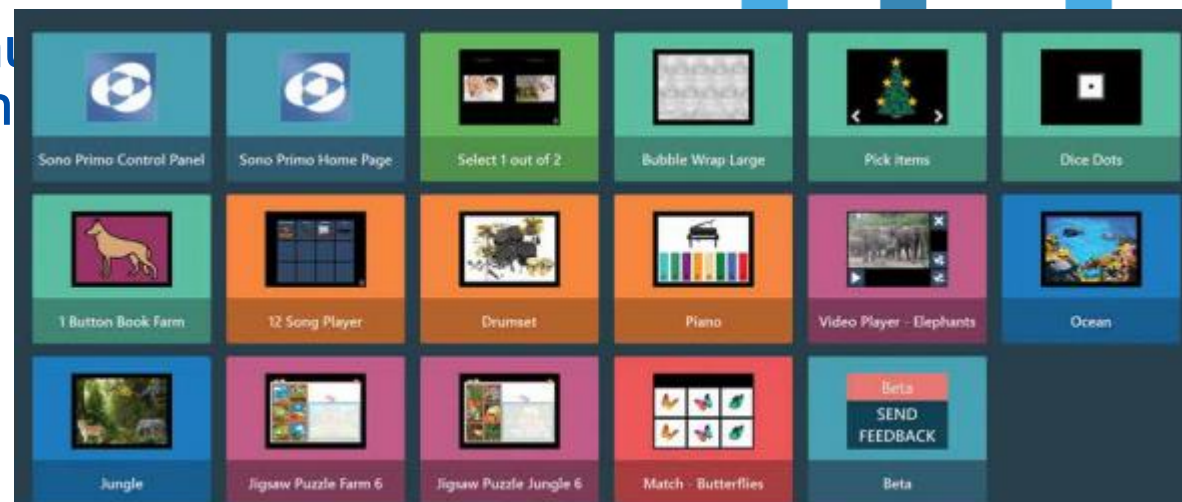 Sono Primo Control Panel
Sono Primo Home Page
Select 1 out of 2
Bubble Wrap Large
Pick items
Dice Dots
1 Button Book Farm
12 Song Player
Drumset
Piano
Video Player - Elephants
Ocean
Jungle
Jigsaw Puzzle Farm 6
Jigsaw Puzzle Jungle 6
Match - Butterflies
Beta
SEND
FEEDBACK
Beta